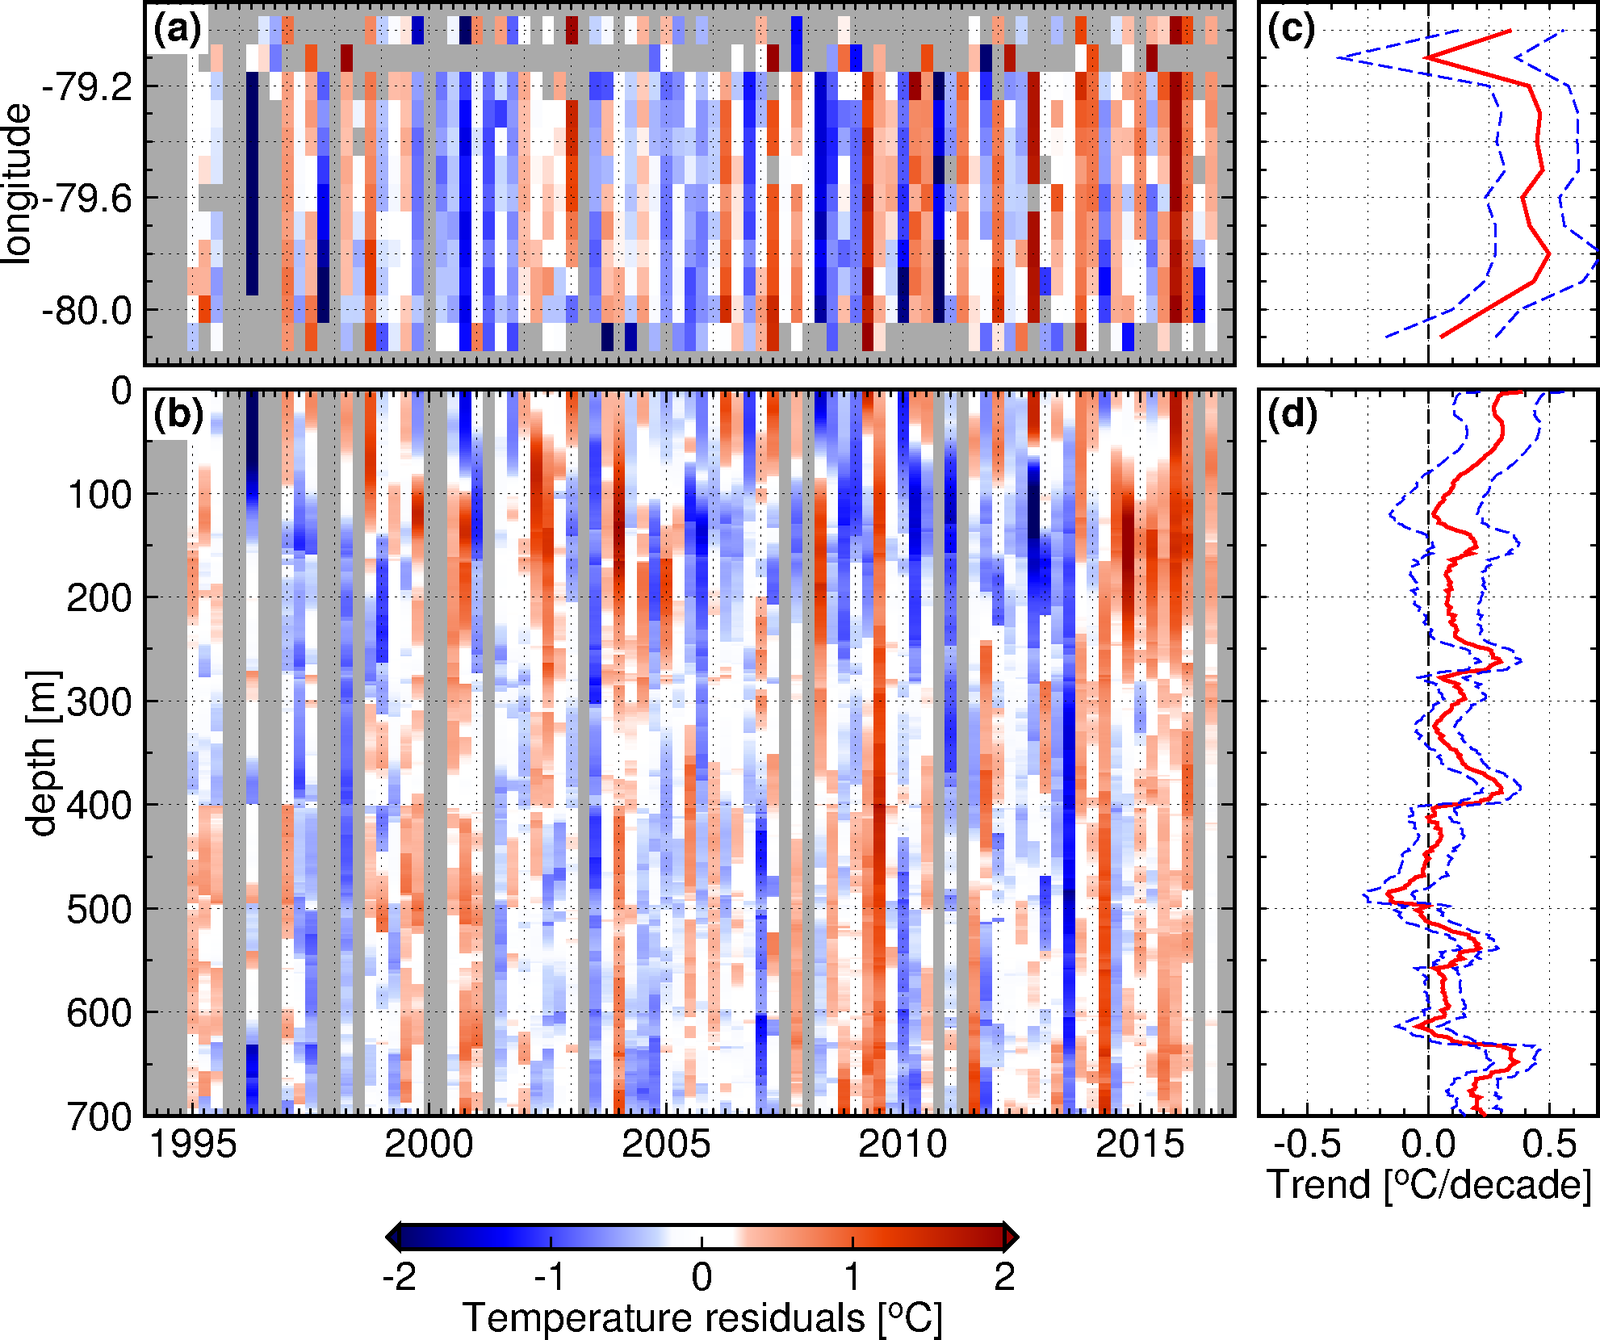 (a)
(c)
longitude
-79.2
-79.6
-80.0
(b)
(d)
depth [m]
0
100
200
300
400
500
600
700
1995 2000 2005 2010 2015
-0.5 0.0 0.5
Trend [°C/decade]
-2 -1 0 1 2
Temperature residuals [°C]